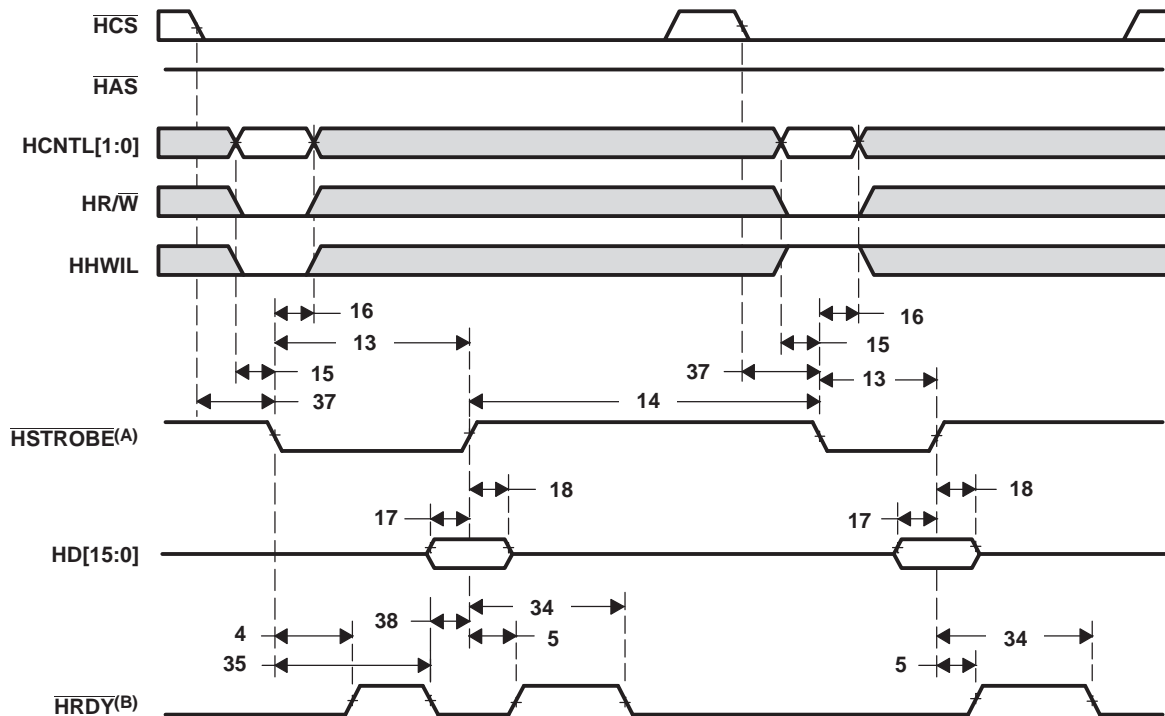 HCS
HAS
HCNTL[1:0]
HR/W
HHWIL
16
16
13
15
15
37
13
37
14
HSTROBE(A)
18
18
17
17
HD[15:0]
34
38
4
5
34
35
5
HRDY(B)